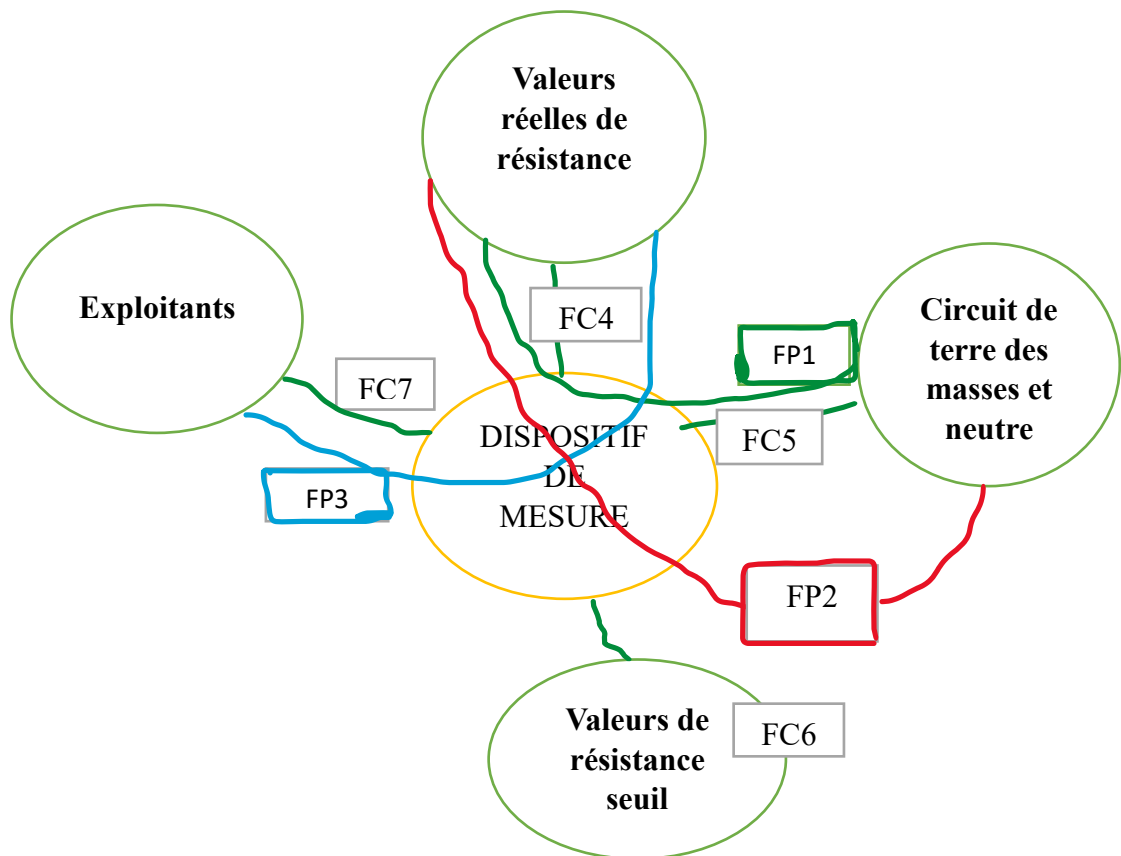 Valeurs
réelles de
résistance
Exploitants
FC4
FP1
Circuit de
terre des
masses et
neutre
FC7
FC5
DISPOSITIF
DE
MESURE
FP3
FP2
Valeurs de
résistance
seuil
FC6